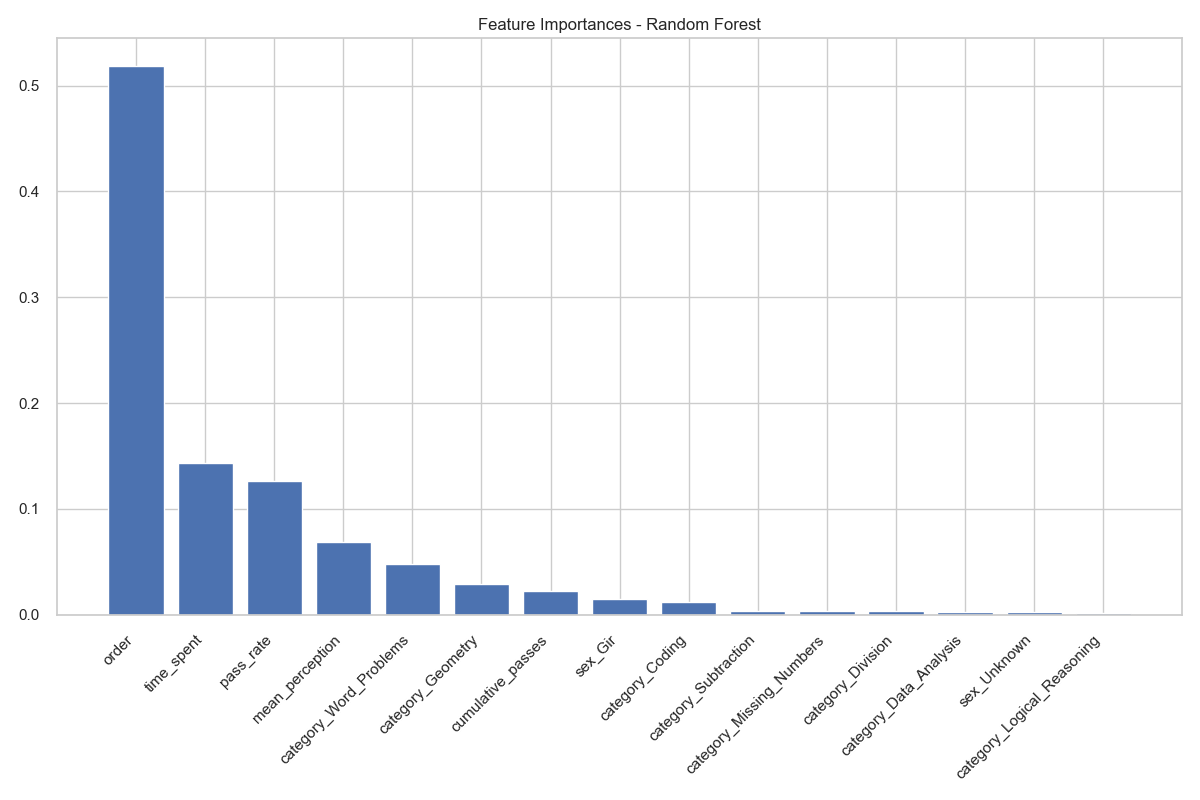 Feature Importances - Random Forest
0.5
0.4
0.3
0.2
0.1
0.0
order
time_spent
pass_rate
mean_perception
category_Word_Problems
category_Geometry
cumulative_passes
sex_Gir
category_Coding
category_Subtraction
category_Missing_Numbers
category_Division
category_Data_Analysis
sex_Unknown
category_Logical_Reasoning